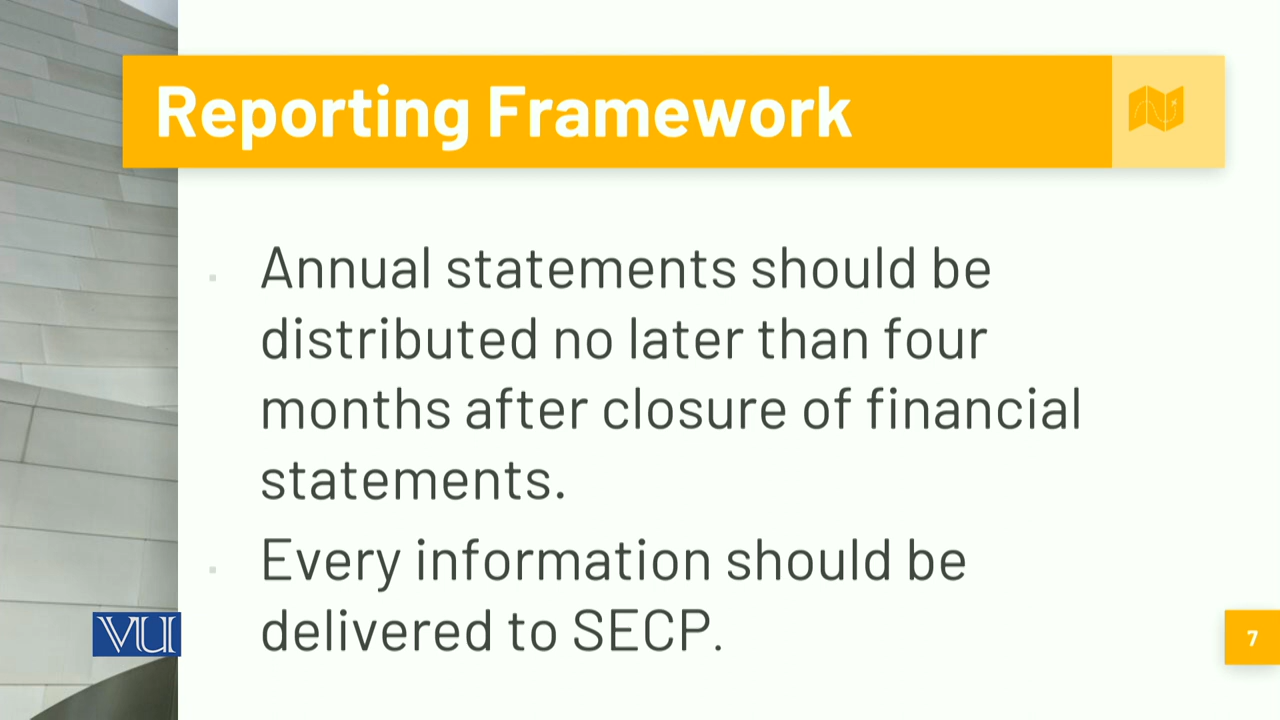 Reporting Framework
Annual statements should be
distributed no later than four
months after closure of financial
statements.
Every information should be
delivered to SECP.
VU
7